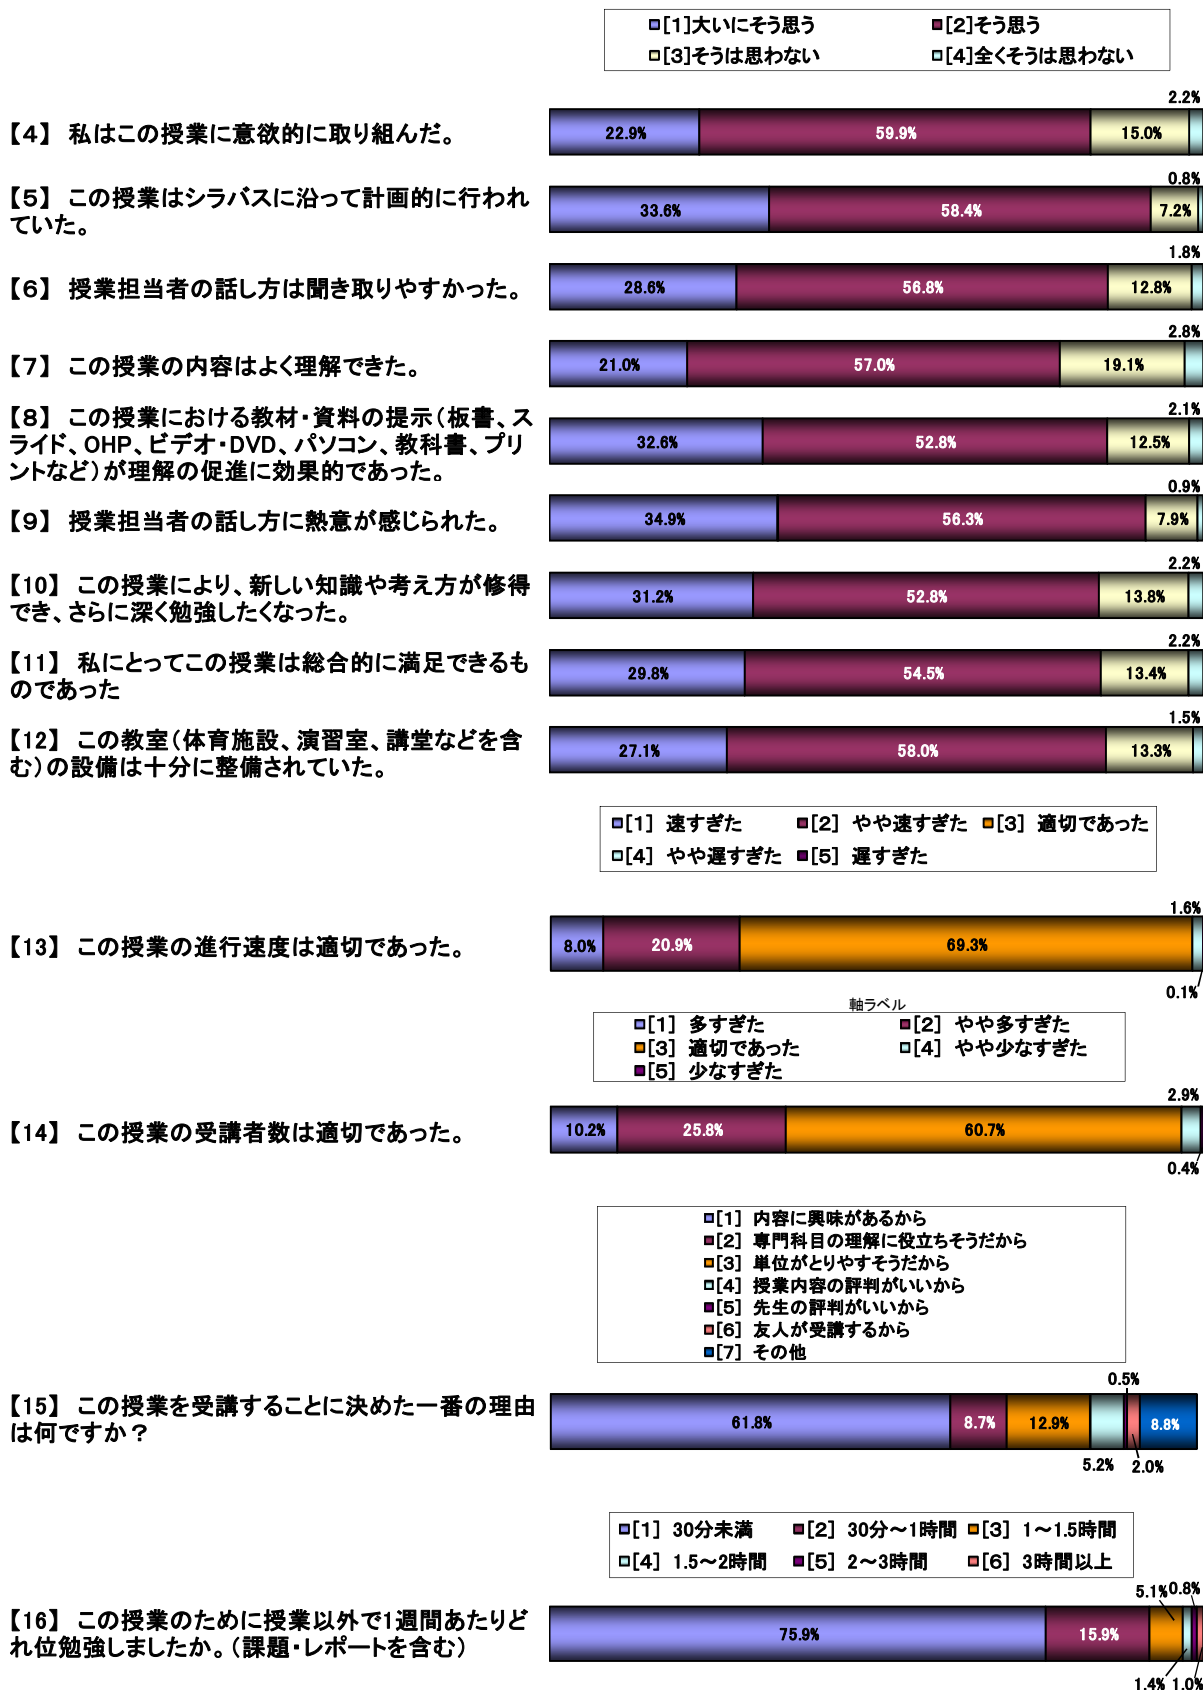 [1]大いにそう思う [2]そう思う
[3]そうは思わない [4]全くそうは思わない
2.2%
【4】 私はこの授業に意欲的に取り組んだ。 22.9% 59.9% 15.0%
0.8%
【5】 この授業はシラバスに沿って計画的に行われ
ていた。
33.6% 58.4% 7.2%
1.8%
【6】 授業担当者の話し方は聞き取りやすかった。 28.6% 56.8% 12.8%
2.8%
【7】 この授業の内容はよく理解できた。 21.0% 57.0% 19.1%
2.1%
【8】 この授業における教材・資料の提示(板書、ス
ライド、OHP、ビデオ・DVD、パソコン、教科書、プリ
ントなど)が理解の促進に効果的であった。
32.6% 52.8% 12.5%
0.9%
【9】 授業担当者の話し方に熱意が感じられた。 34.9% 56.3% 7.9%
2.2%
【10】 この授業により、新しい知識や考え方が修得
でき、さらに深く勉強したくなった。
31.2% 52.8% 13.8%
2.2%
【11】 私にとってこの授業は総合的に満足できるも
のであった
29.8% 54.5% 13.4%
1.5%
【12】 この教室(体育施設、演習室、講堂などを含
む)の設備は十分に整備されていた。
27.1% 58.0% 13.3%
[1] 速すぎた [2] やや速すぎた [3] 適切であった
[4] やや遅すぎた [5] 遅すぎた
1.6%
【13】 この授業の進行速度は適切であった。 8.0% 20.9% 69.3%
0.1%
軸ラベル
[1] 多すぎた [2] やや多すぎた
[3] 適切であった [4] やや少なすぎた
[5] 少なすぎた
2.9%
【14】 この授業の受講者数は適切であった。 10.2% 25.8% 60.7%
0.4%
[1] 内容に興味があるから
[2] 専門科目の理解に役立ちそうだから
[3] 単位がとりやすそうだから
[4] 授業内容の評判がいいから
[5] 先生の評判がいいから
[6] 友人が受講するから
[7] その他
0.5%
【15】 この授業を受講することに決めた一番の理由
は何ですか?
61.8% 8.7% 12.9% 8.8%
5.2% 2.0%
[1] 30分未満 [2] 30分~1時間 [3] 1~1.5時間
[4] 1.5~2時間 [5] 2~3時間 [6] 3時間以上
5.1% 0.8%
【16】 この授業のために授業以外で1週間あたりど
れ位勉強しましたか。(課題・レポートを含む)
75.9% 15.9%
1.4% 1.0%